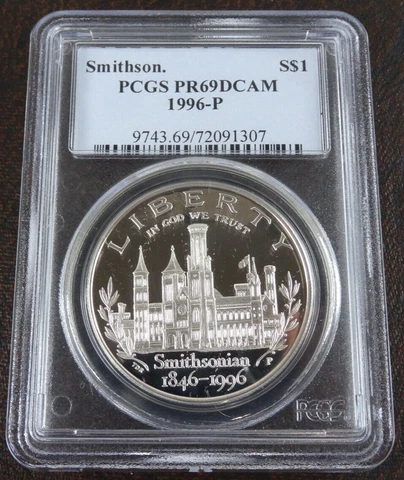 Smithson. S$1
PCGS PR69DCAM
1996-P
9743.69/72091307
LIBERTY
IN GOD WE TRUST
Smithsonian
P
1846-1996
PCGS